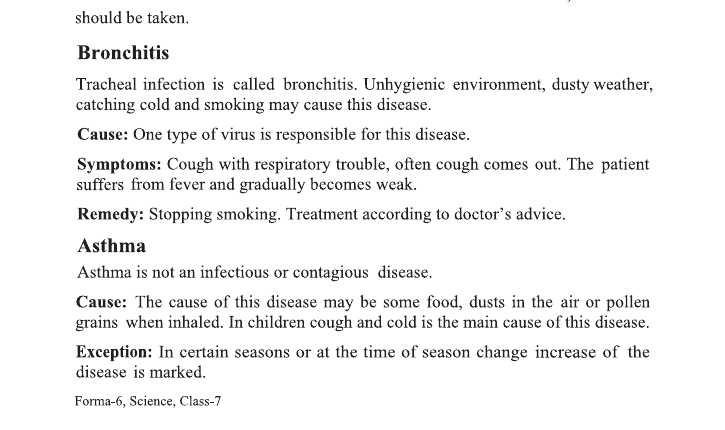 should be taken.
Bronchitis
Tracheal infection is called bronchitis. Unhygienic environment, dusty weather,
catching cold and smoking may cause this disease.
Cause: One type of virus is responsible for this disease.
Symptoms: Cough with respiratory trouble, often cough comes out. The patient
suffers from fever and gradually becomes weak.
Remedy: Stopping smoking. Treatment according to doctor's advice.
Asthma
Asthma is not an infectious or contagious disease.
Cause: The cause of this disease may be some food, dusts in the air or pollen
grains when inhaled. In children cough and cold is the main cause of this disease.
Exception: In certain seasons or at the time of season change increase of the
disease is marked.
Forma-6, Science, Class-7